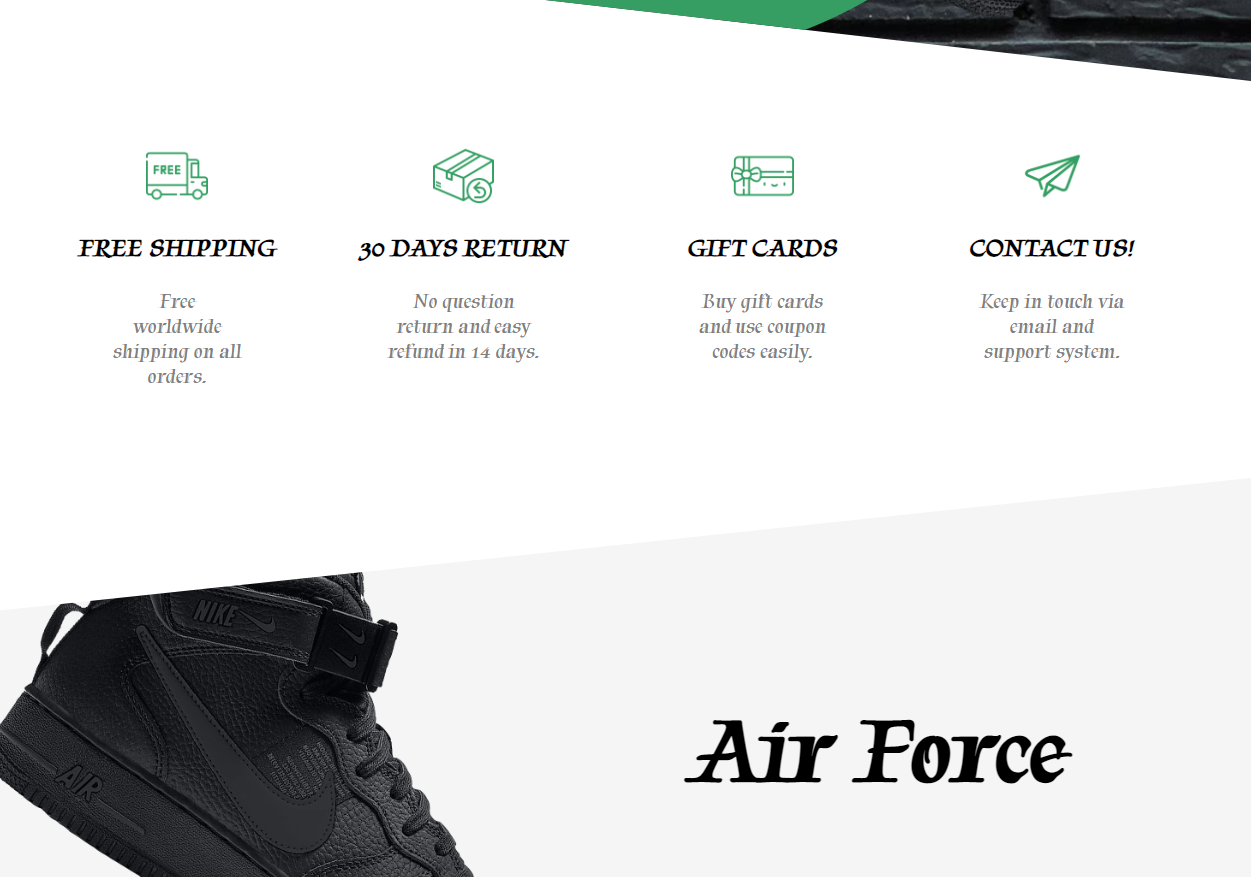 FREE
FREE SHIPPING
30 DAYS RETURN
GIFT CARDS
CONTACT US!
Free
worldwide
shipping on all
orders.
No question
return and easy
refund in 14 days.
Buy gift cards
and use coupon
codes easily.
Keep in touch via
email and
support system.
NIKE
AIR
Air Force